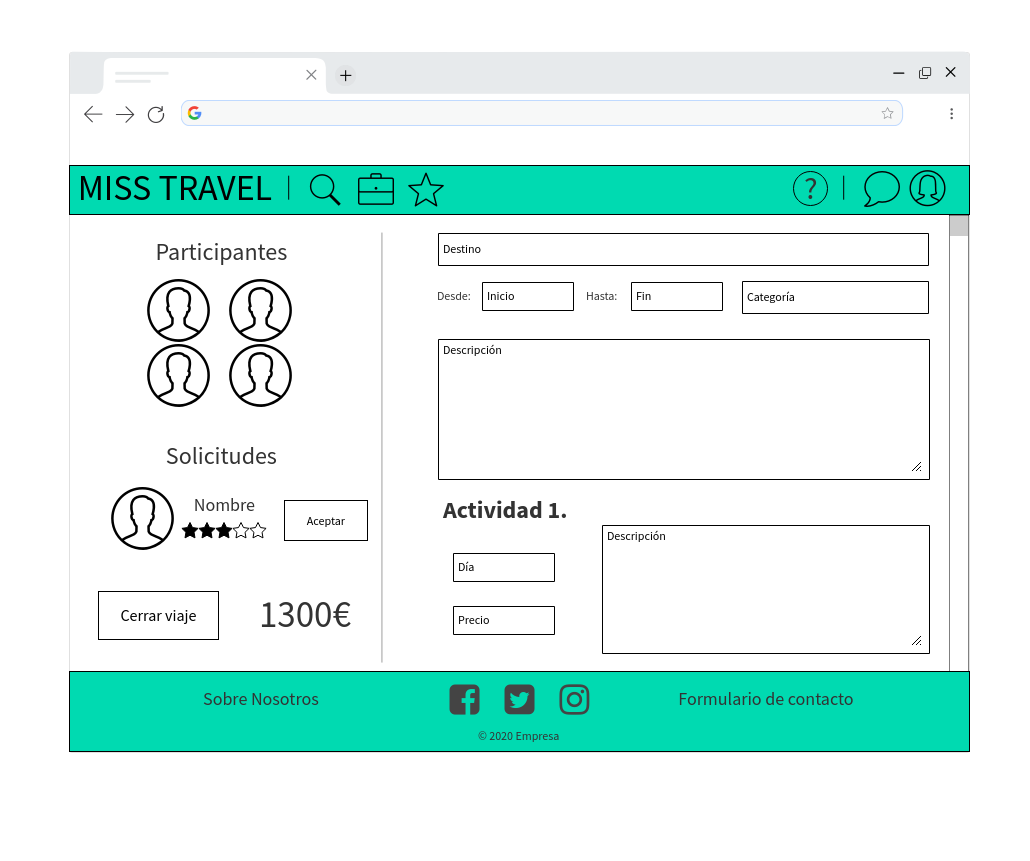 MISS TRAVEL
?
Participantes
Solicitudes
Nombre
Aceptar
Cerrar viaje
1300€
Destino
Desde: Inicio Hasta: Fin Categoría
Descripción
Actividad 1.
Día
Precio
Descripción
Sobre Nosotros
Formulario de contacto
© 2020 Empresa